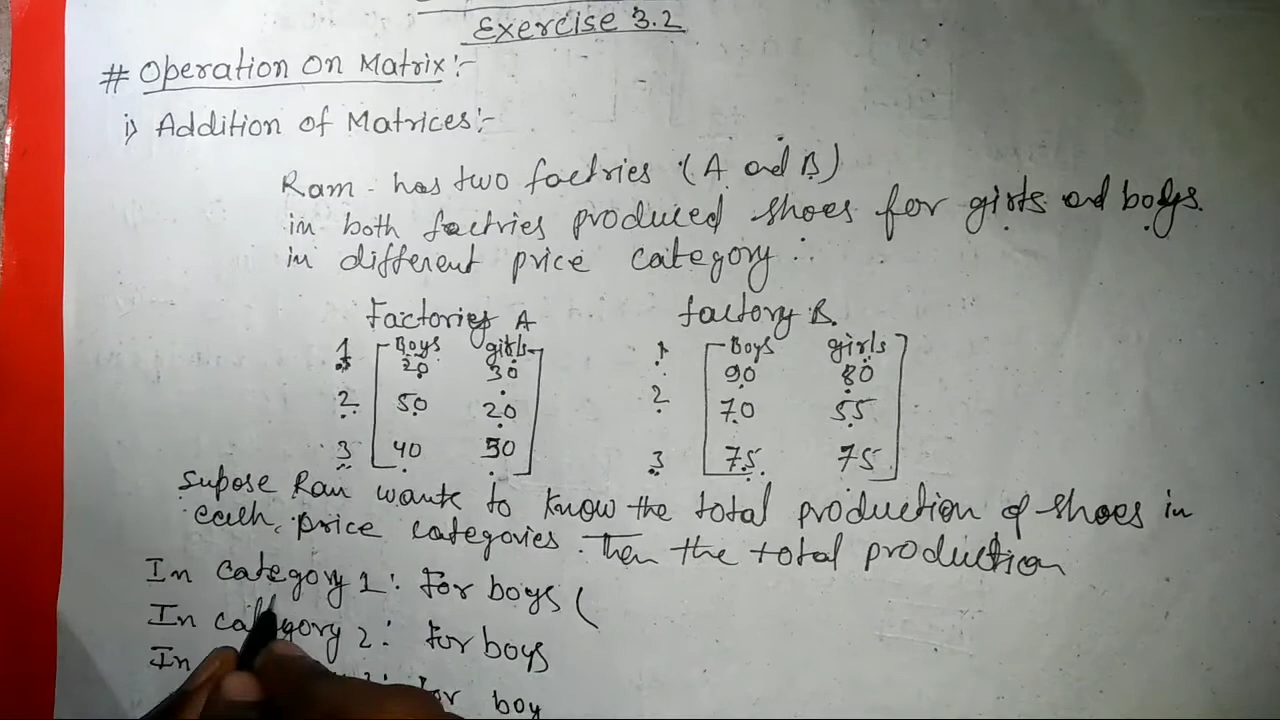 Exercise 3.2
# Operation On Matrix:-
i) Addition of Matrices:-
Ram has two factries (A and B)
in both factries produced shoes for girls and boys.
in different price category:
Factories A factory B.
1 Boys girls 1 Boys girls
20 30 90 80
2 50 20 2 70 55
3 40 50 3 75 75
Supose Ram wants to know the total production of shoes in
each price categories. Then the total production
In category 1: For boys (
In category 2: For boys
In 3: for boy